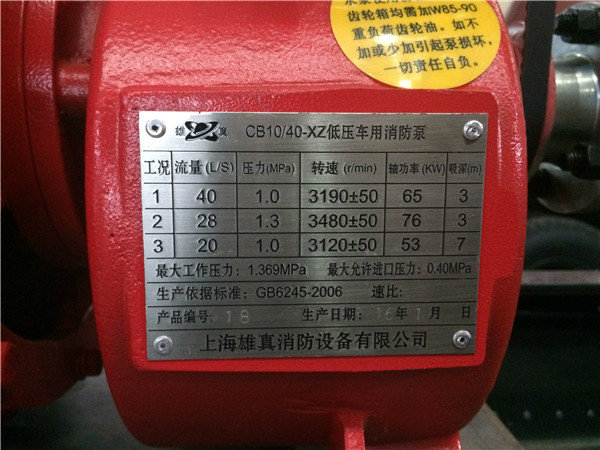 齿轮箱均需加W85-90
重负荷齿轮油。如不
加或少加引起泵损坏，
一切责任自负。
雄真 CB10/40-XZ低压车用消防泵
工况 流量 (L/S) 压力(MPa) 转速 (r/min) 轴功率 (KW) 吸深(m)
1 40 1.0 3190±50 65 3
2 28 1.3 3480±50 76 3
3 20 1.0 3120±50 53 7
最大工作压力：1.369MPa 最大允许进口压力：0.40MPa
生产依据标准：GB6245-2006 速比:
产品编号: 18 生产日期: 16年1月 日
上海雄真消防设备有限公司